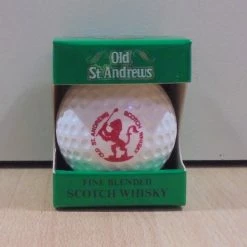 Old
St. Andrews
OLD ST. ANDREWS SCOTCH WHISKY
FINE BLENDED
SCOTCH WHISKY